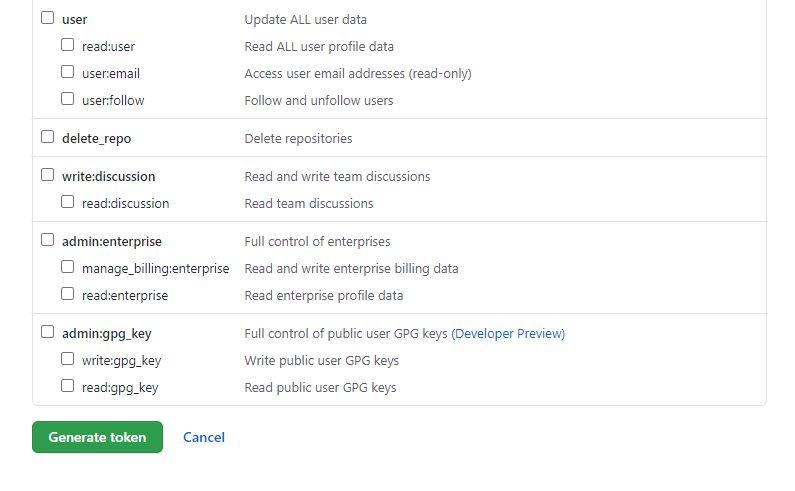 user Update ALL user data
read:user Read ALL user profile data
user:email Access user email addresses (read-only)
user:follow Follow and unfollow users
delete_repo Delete repositories
write:discussion Read and write team discussions
read:discussion Read team discussions
admin:enterprise Full control of enterprises
manage_billing:enterprise Read and write enterprise billing data
read:enterprise Read enterprise profile data
admin:gpg_key Full control of public user GPG keys (Developer Preview)
write:gpg_key Write public user GPG keys
read:gpg_key Read public user GPG keys
Generate token Cancel